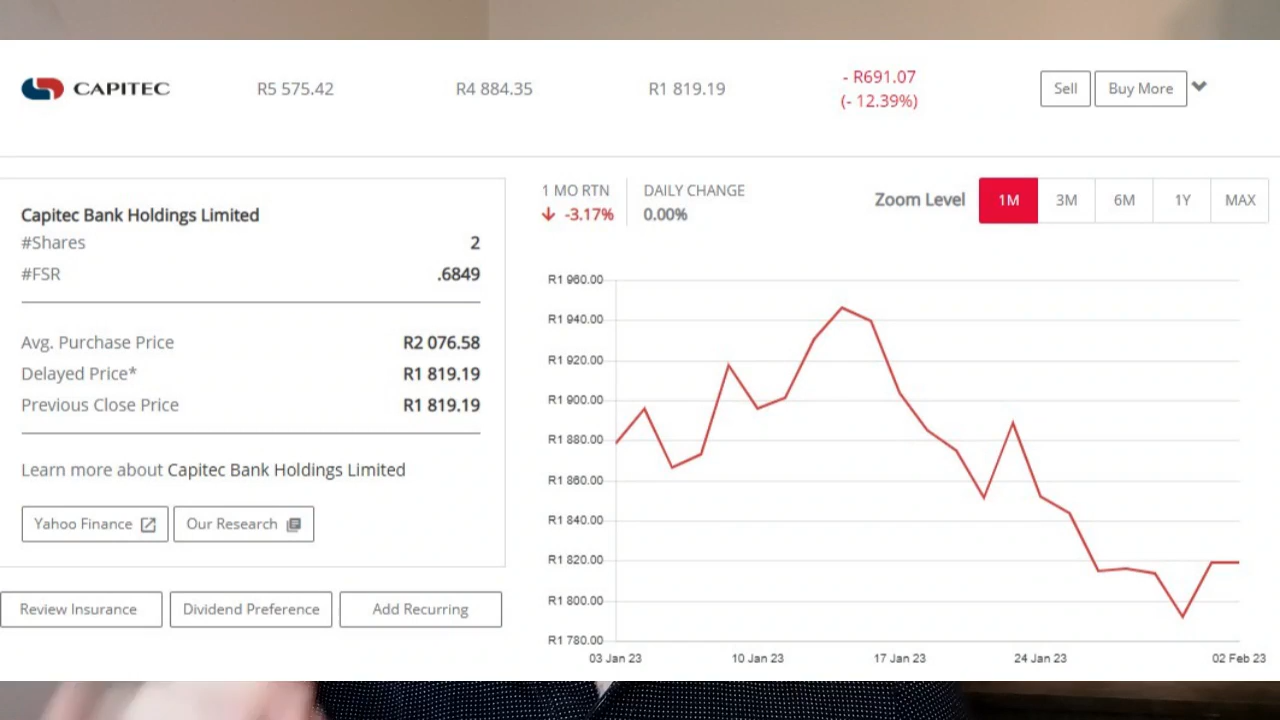 CAPITEC R5 575.42 R4 884.35 R1 819.19 - R691.07 (- 12.39%) Sell Buy More
Capitec Bank Holdings Limited
#Shares 2
#FSR .6849
Avg. Purchase Price R2 076.58
Delayed Price* R1 819.19
Previous Close Price R1 819.19
Learn more about Capitec Bank Holdings Limited
Yahoo Finance Our Research
Review Insurance Dividend Preference Add Recurring
1 MO RTN DAILY CHANGE
-3.17% 0.00%
Zoom Level 1M 3M 6M 1Y MAX
R1 960.00
R1 940.00
R1 920.00
R1 900.00
R1 880.00
R1 860.00
R1 840.00
R1 820.00
R1 800.00
R1 780.00
03 Jan 23 10 Jan 23 17 Jan 23 24 Jan 23 02 Feb 23